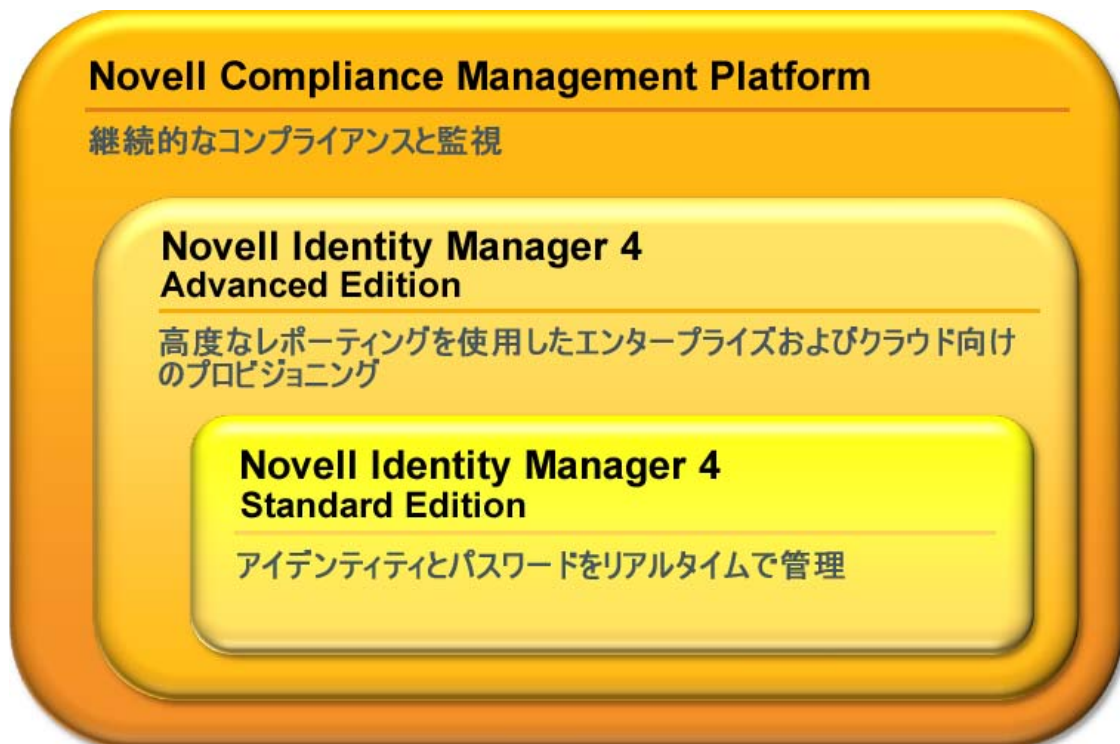 Novell Compliance Management Platform
継続的なコンプライアンスと監視
Novell Identity Manager 4
Advanced Edition
高度なレポーティングを使用したエンタープライズおよびクラウド向け
のプロビジョニング
Novell Identity Manager 4
Standard Edition
アイデンティティとパスワードをリアルタイムで管理